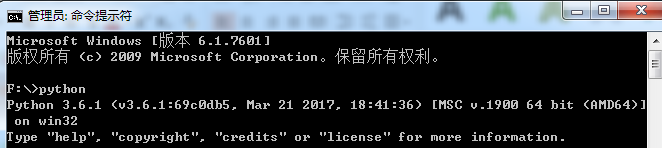 管理员: 命令提示符
Microsoft Windows [版本 6.1.7601]
版权所有 (c) 2009 Microsoft Corporation。保留所有权利。
F:\>python
Python 3.6.1 (v3.6.1:69c0db5, Mar 21 2017, 18:41:36) [MSC v.1900 64 bit (AMD64)]
 on win32
Type "help", "copyright", "credits" or "license" for more information.